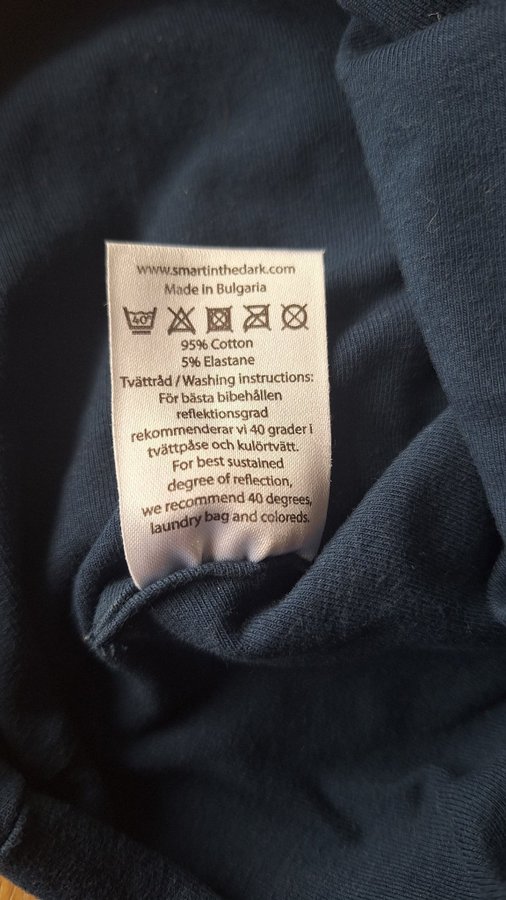 www.smartinthedark.com
Made in Bulgaria
40°
95% Cotton
5% Elastane
Tvättråd / Washing instructions:
För bästa bibehållen
reflektionsgrad
rekommenderar vi 40 grader i
tvättpåse och kulörtvätt.
For best sustained
degree of reflection,
we recommend 40 degrees,
laundry bag and coloreds.